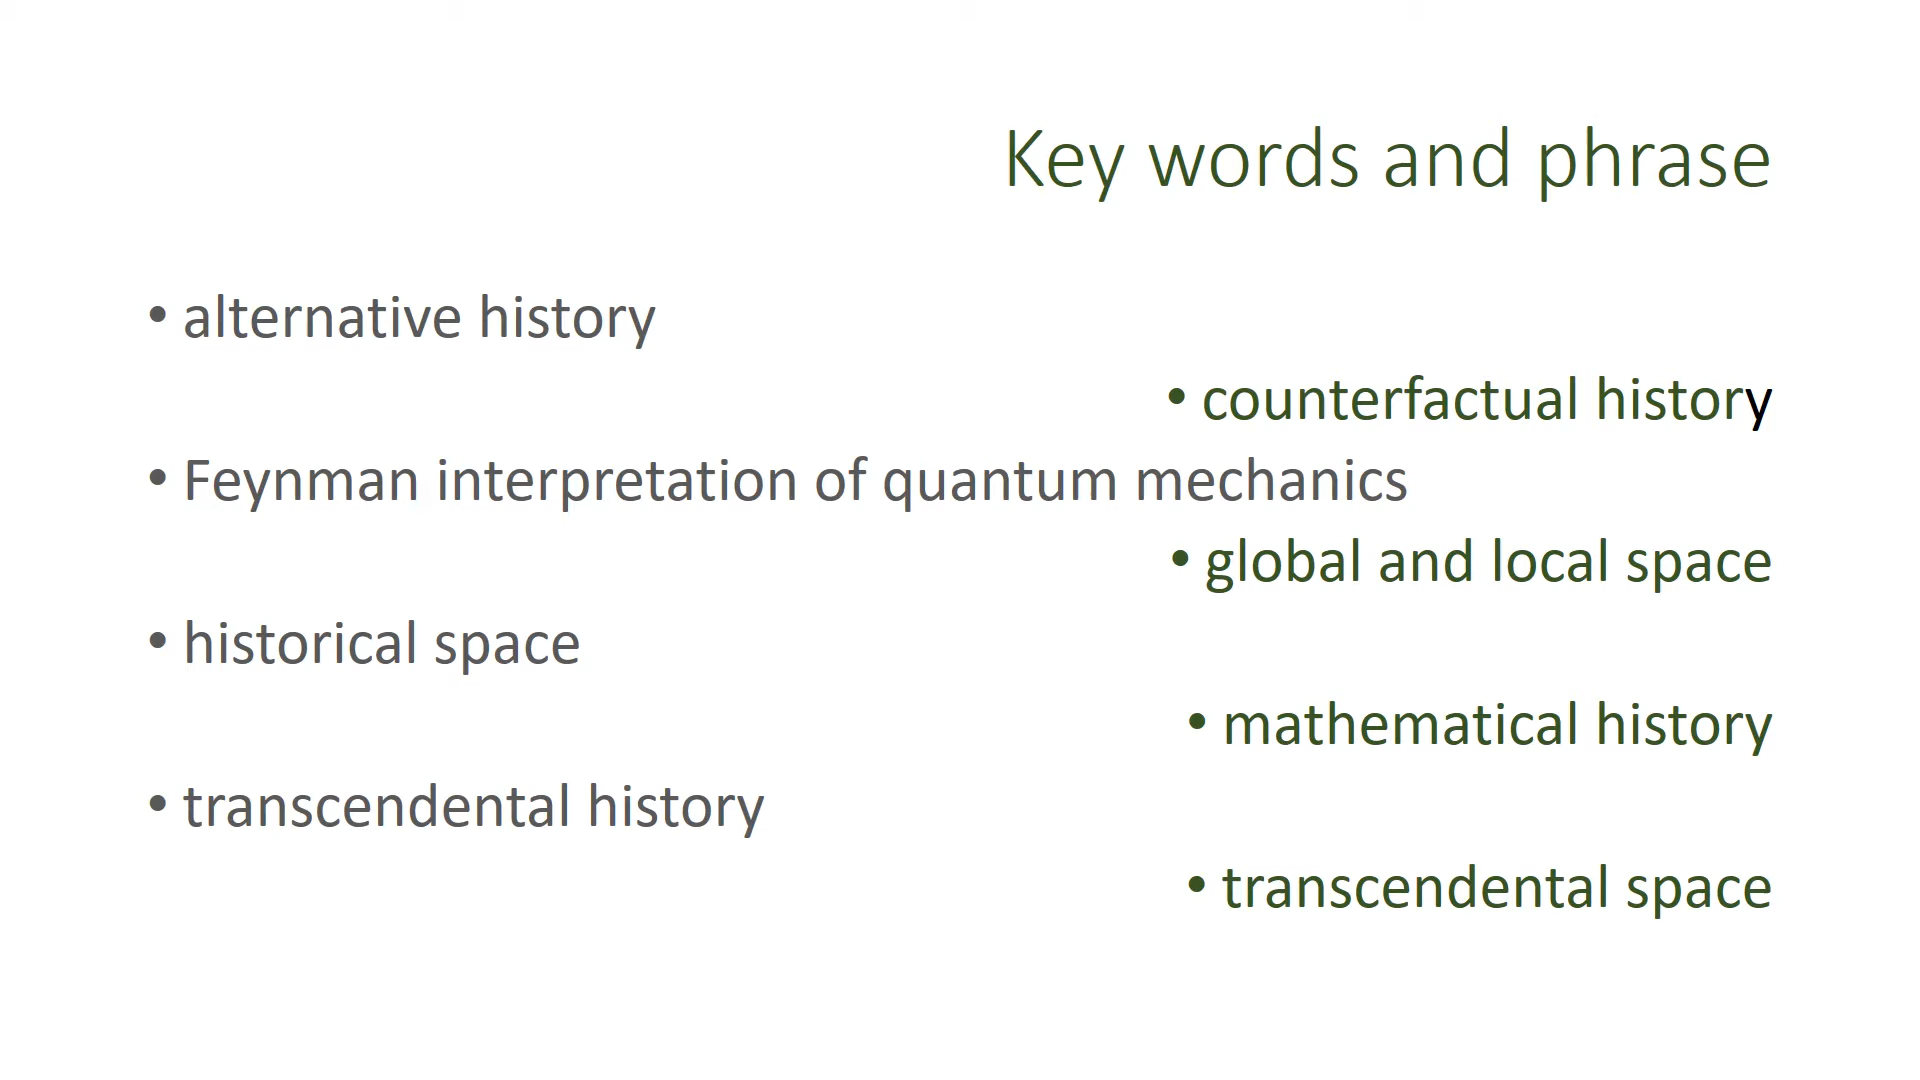 Key words and phrase
• alternative history
• counterfactual history
• Feynman interpretation of quantum mechanics
• global and local space
• historical space
• mathematical history
• transcendental history
• transcendental space